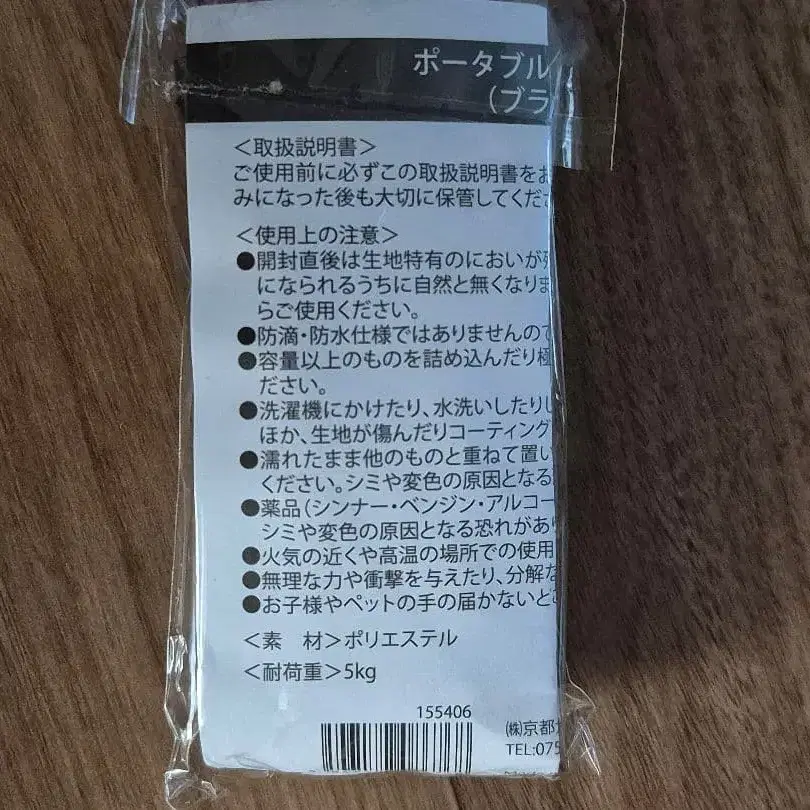 ポータブル
(ブラ
<取扱説明書>
ご使用前に必ずこの取扱説明書をお
みになった後も大切に保管してくださ
<使用上の注意>
●開封直後は生地特有のにおいが
になられるうちに自然と無くなりま
らご使用ください。
●防滴・防水仕様ではありませんので
●容量以上のものを詰め込んだり極
ださい。
●洗濯機にかけたり、水洗いしたりし
ほか、生地が傷んだりコーティング
●濡れたまま他のものと重ねて置い
ください。シミや変色の原因となる
●薬品(シンナー・ベンジン・アルコー
シミや変色の原因となる恐れがあり
●火気の近くや高温の場所での使用
●無理な力や衝撃を与えたり、分解な
●お子様やペットの手の届かないとこ
<素　材>ポリエステル
<耐荷重>5kg
155406
㈱京都
TEL:075